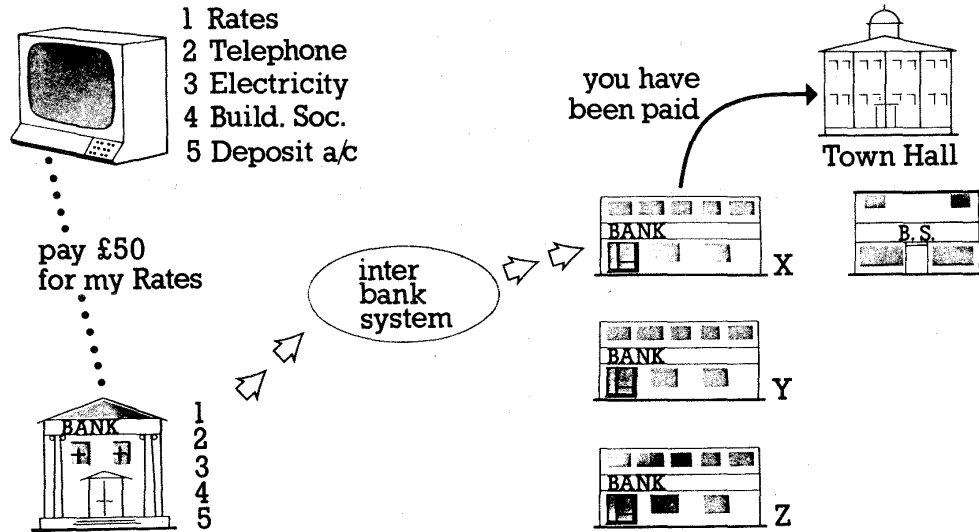 1 Rates
2 Telephone
3 Electricity
4 Build. Soc.
5 Deposit a/c
you have
been paid
Town Hall
pay £50
for my Rates
inter
bank
system
BANK
X
B.S.
BANK
Y
BANK
1
2
3
4
5
BANK
Z